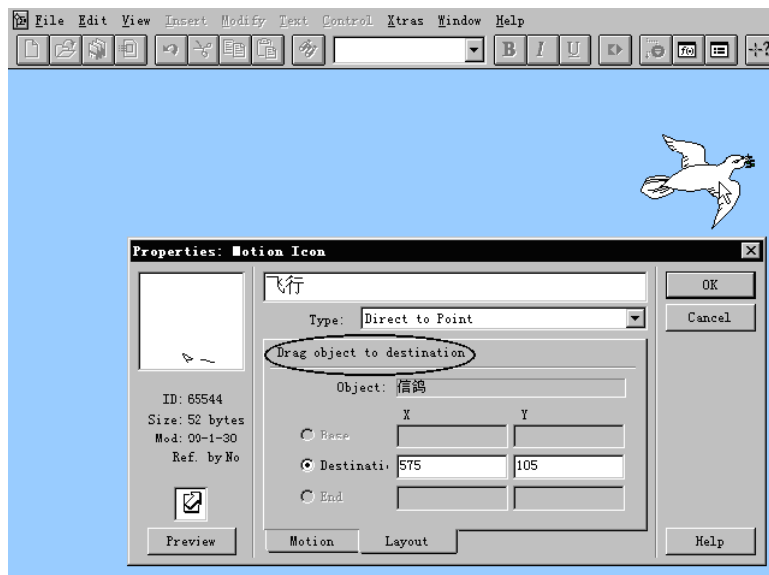 File Edit View Insert Modify Text Control Xtras Window Help
B I U
Properties: Motion Icon
飞行
OK
Type: Direct to Point
Cancel
Drag object to destination
Object: 信鸽
ID: 65544
Size: 52 bytes
X Y
Mod: 09-1-30
Base
Ref. by No
Destinati 575 105
End
Preview
Motion Layout
Help